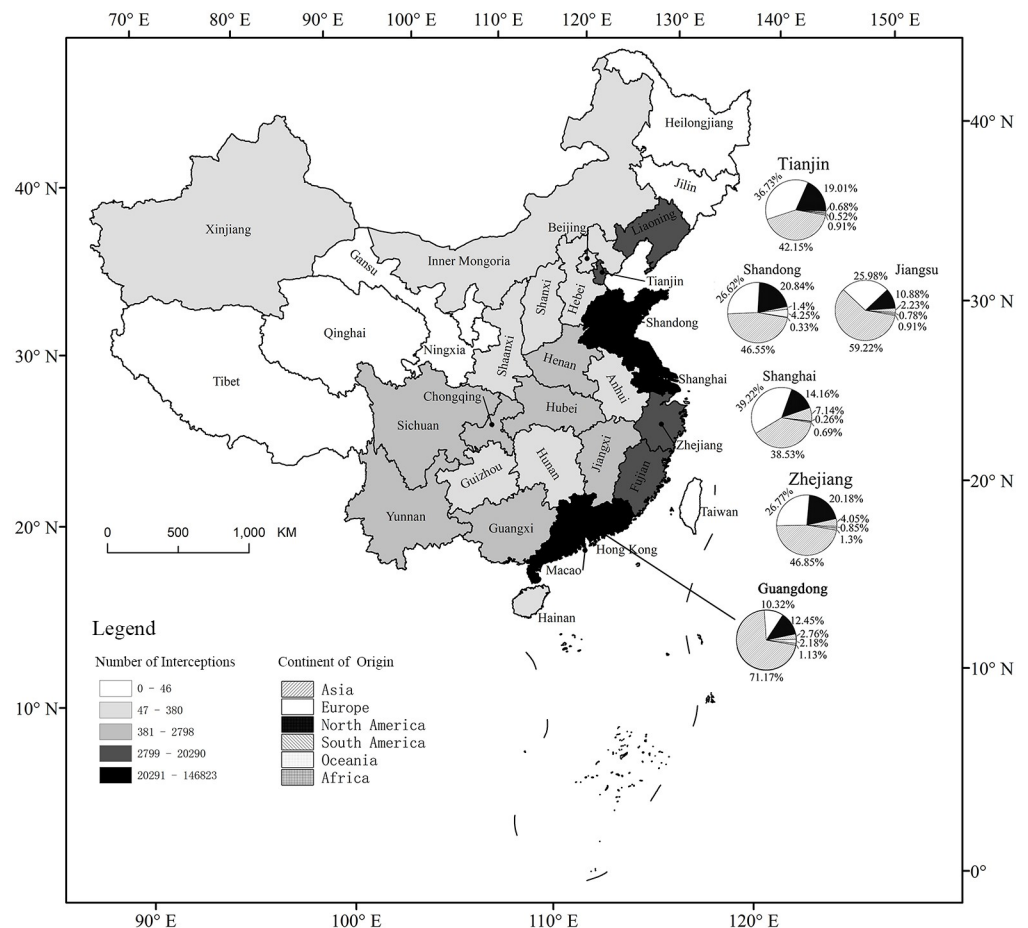 70° E 80° E 90° E 100° E 110° E 120° E 130° E 140° E 150° E
40° N
30° N
20° N
10° N
40° N
30° N
20° N
10° N
0°
90° E 100° E 110° E 120° E
Heilongjiang
Jilin
Liaoning
Xinjiang
Beijing
Gansu
Inner Mongoria
Tianjin
Hebei
Shanxi
Shandong
Qinghai
Ningxia
Shaanxi
Henan
Tibet
Anhui
Shanghai
Chongqing
Sichuan
Hubei
Zhejiang
Guizhou
Hunan
Jiangxi
Fujian
Yunnan
Guangxi
Taiwan
Hong Kong
Macao
Hainan
0 500 1,000 KM
Tianjin
36.73%
19.01%
0.68%
0.52%
0.91%
42.15%
Shandong
26.62%
20.84%
1.4%
4.25%
0.33%
46.55%
Jiangsu
25.98%
10.88%
2.23%
0.78%
0.91%
59.22%
Shanghai
39.22%
14.16%
7.14%
0.26%
0.69%
38.53%
Zhejiang
26.77%
20.18%
4.05%
0.85%
1.3%
46.85%
Guangdong
10.32%
12.45%
2.76%
2.18%
1.13%
71.17%
Legend
Number of Interceptions
0 - 46
47 - 380
381 - 2798
2799 - 20290
20291 - 146823
Continent of Origin
Asia
Europe
North America
South America
Oceania
Africa